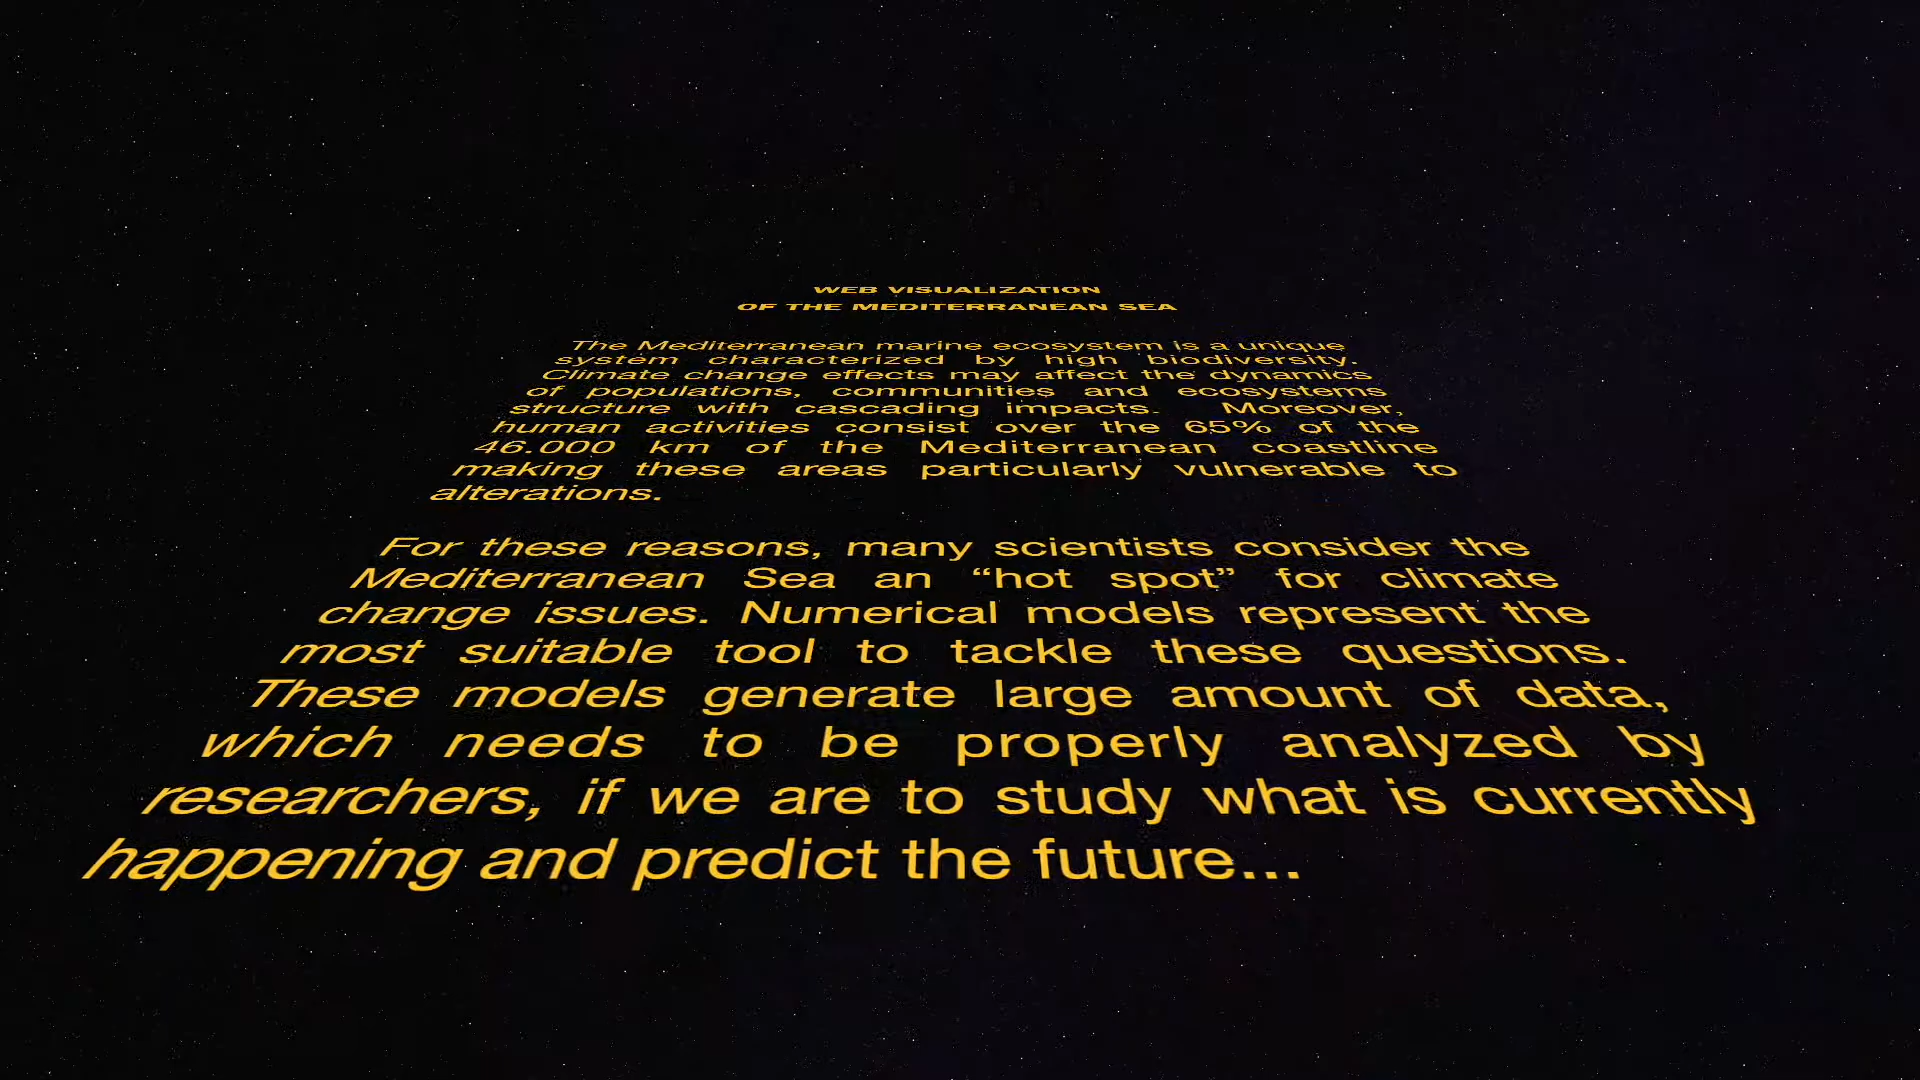 WEB VISUALIZATION
OF THE MEDITERRANEAN SEA
The Mediterranean marine ecosystem is a unique
system characterized by high biodiversity.
Climate change effects may affect the dynamics
of populations, communities and ecosystems
structure with cascading impacts. Moreover,
human activities consist over the 65% of the
46.000 km of the Mediterranean coastline
making these areas particularly vulnerable to
alterations.
For these reasons, many scientists consider the
Mediterranean Sea an “hot spot” for climate
change issues. Numerical models represent the
most suitable tool to tackle these questions.
These models generate large amount of data,
which needs to be properly analyzed by
researchers, if we are to study what is currently
happening and predict the future...